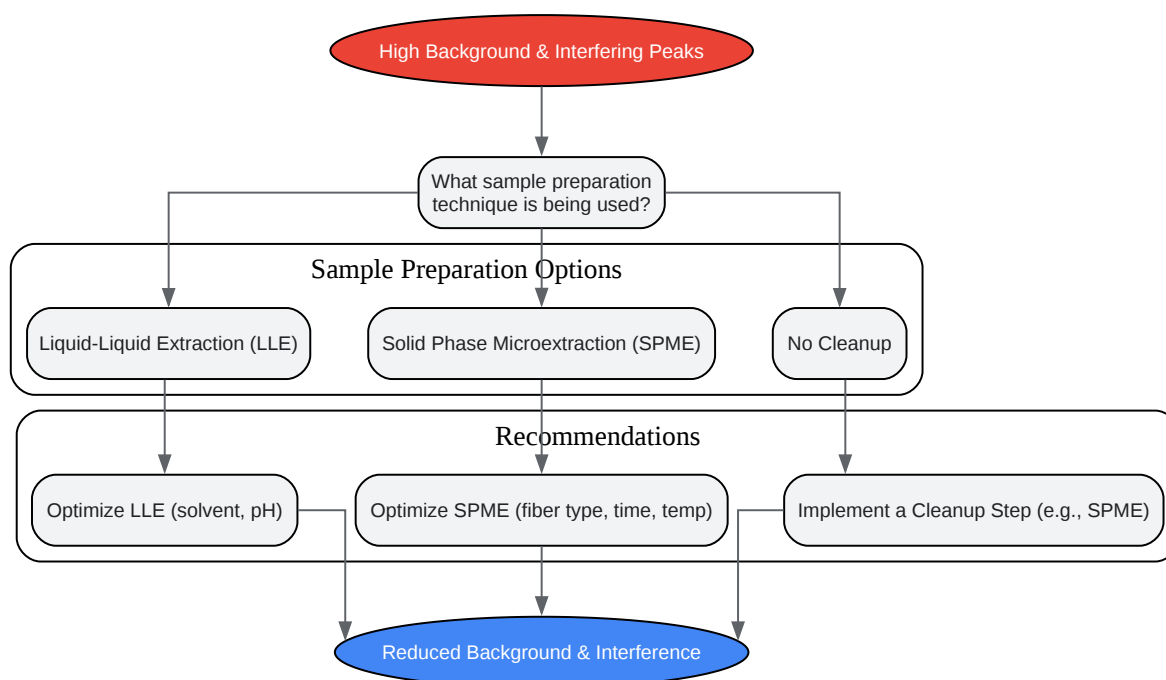 High Background & Interfering Peaks
What sample preparation
technique is being used?
Sample Preparation Options
Liquid-Liquid Extraction (LLE)
Solid Phase Microextraction (SPME)
No Cleanup
Recommendations
Optimize LLE (solvent, pH)
Optimize SPME (fiber type, time, temp)
Implement a Cleanup Step (e.g., SPME)
Reduced Background & Interference